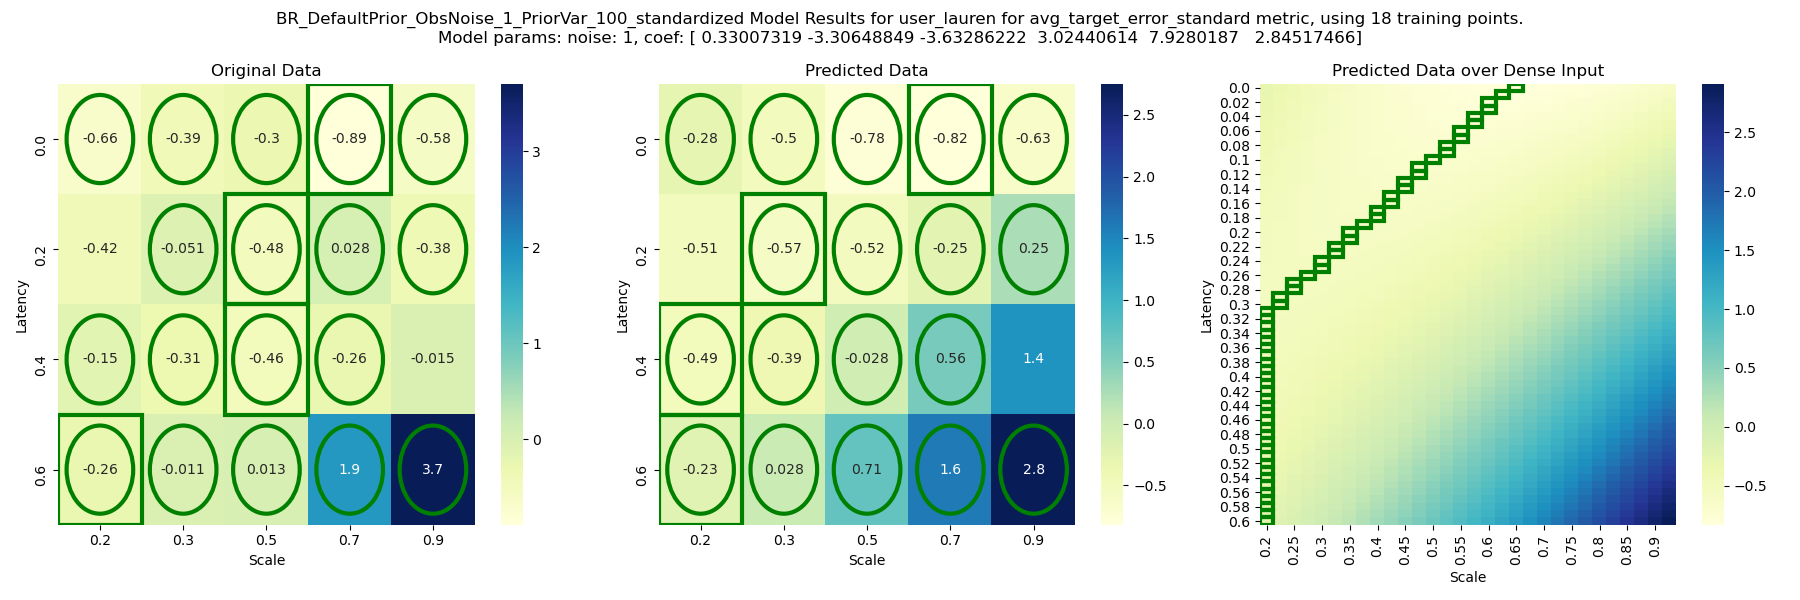 BR_DefaultPrior_ObsNoise_1_PriorVar_100_standardized Model Results for user_lauren for avg_target_error_standard metric, using 18 training points.
Model params: noise: 1, coef: [ 0.33007319 -3.30648849 -3.63286222  3.02440614  7.9280187   2.84517466]
Original Data
-0.66 -0.39 -0.3 -0.89 -0.58
-0.42 -0.051 -0.48 0.028 -0.38
-0.15 -0.31 -0.46 -0.26 -0.015
-0.26 -0.011 0.013 1.9 3.7
0.0
0.2
0.4
0.6
Latency
0.2 0.3 0.5 0.7 0.9
Scale
3
2
1
0
Predicted Data
-0.28 -0.5 -0.78 -0.82 -0.63
-0.51 -0.57 -0.52 -0.25 0.25
-0.49 -0.39 -0.028 0.56 1.4
-0.23 0.028 0.71 1.6 2.8
0.0
0.2
0.4
0.6
Latency
0.2 0.3 0.5 0.7 0.9
Scale
2.5
2.0
1.5
1.0
0.5
0.0
−0.5
Predicted Data over Dense Input
0.0
0.02
0.04
0.06
0.08
0.1
0.12
0.14
0.16
0.18
0.2
0.22
0.24
0.26
0.28
0.3
0.32
0.34
0.36
0.38
0.4
0.42
0.44
0.46
0.48
0.5
0.52
0.54
0.56
0.58
0.6
Latency
0.2 0.25 0.3 0.35 0.4 0.45 0.5 0.55 0.6 0.65 0.7 0.75 0.8 0.85 0.9
Scale
2.5
2.0
1.5
1.0
0.5
0.0
−0.5